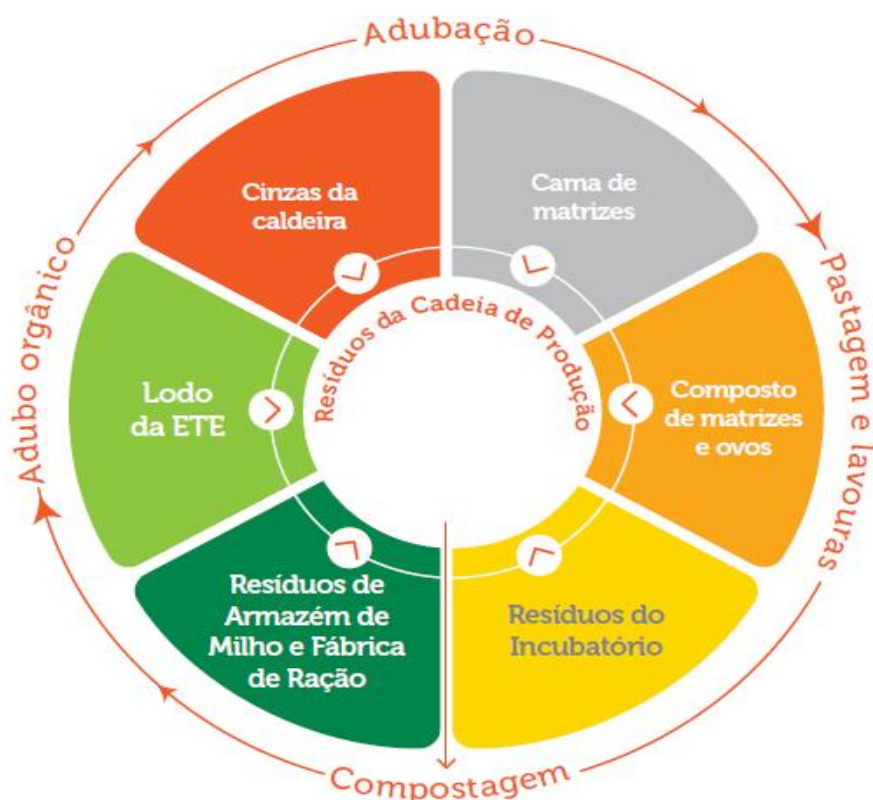 Adubação
Cinzas da
caldeira
Cama de
matrizes
Adubo orgânico
Pastagem e lavouras
Resíduos da Cadeia de Produção
Lodo
da ETE
Composto
de matrizes
e ovos
Resíduos de
Armazém de
Milho e Fábrica
de Ração
Resíduos do
Incubatório
Compostagem